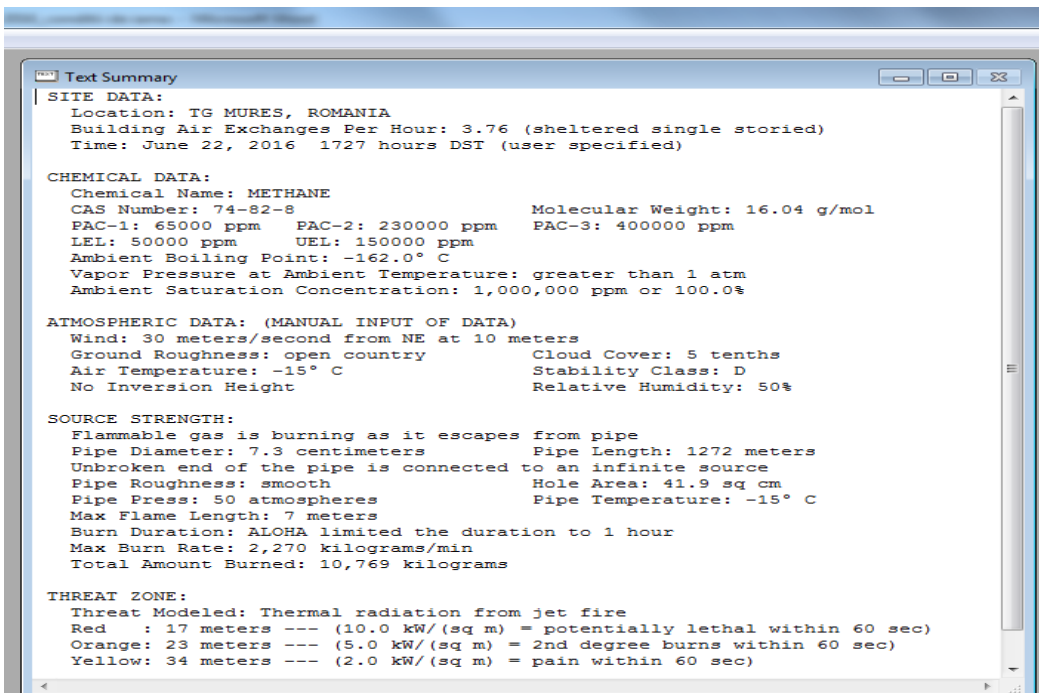 Text Summary
SITE DATA:
Location: TG MURES, ROMANIA
Building Air Exchanges Per Hour: 3.76 (sheltered single storied)
Time: June 22, 2016 1727 hours DST (user specified)
CHEMICAL DATA:
Chemical Name: METHANE
CAS Number: 74-82-8 Molecular Weight: 16.04 g/mol
PAC-1: 65000 ppm PAC-2: 230000 ppm PAC-3: 400000 ppm
LEL: 50000 ppm UEL: 150000 ppm
Ambient Boiling Point: -162.0° C
Vapor Pressure at Ambient Temperature: greater than 1 atm
Ambient Saturation Concentration: 1,000,000 ppm or 100.0%
ATMOSPHERIC DATA: (MANUAL INPUT OF DATA)
Wind: 30 meters/second from NE at 10 meters
Ground Roughness: open country Cloud Cover: 5 tenths
Air Temperature: -15° C Stability Class: D
No Inversion Height Relative Humidity: 50%
SOURCE STRENGTH:
Flammable gas is burning as it escapes from pipe
Pipe Diameter: 7.3 centimeters Pipe Length: 1272 meters
Unbroken end of the pipe is connected to an infinite source
Pipe Roughness: smooth Hole Area: 41.9 sq cm
Pipe Press: 50 atmospheres Pipe Temperature: -15° C
Max Flame Length: 7 meters
Burn Duration: ALOHA limited the duration to 1 hour
Max Burn Rate: 2,270 kilograms/min
Total Amount Burned: 10,769 kilograms
THREAT ZONE:
Threat Modeled: Thermal radiation from jet fire
Red : 17 meters --- (10.0 kW/(sq m) = potentially lethal within 60 sec)
Orange: 23 meters --- (5.0 kW/(sq m) = 2nd degree burns within 60 sec)
Yellow: 34 meters --- (2.0 kW/(sq m) = pain within 60 sec)